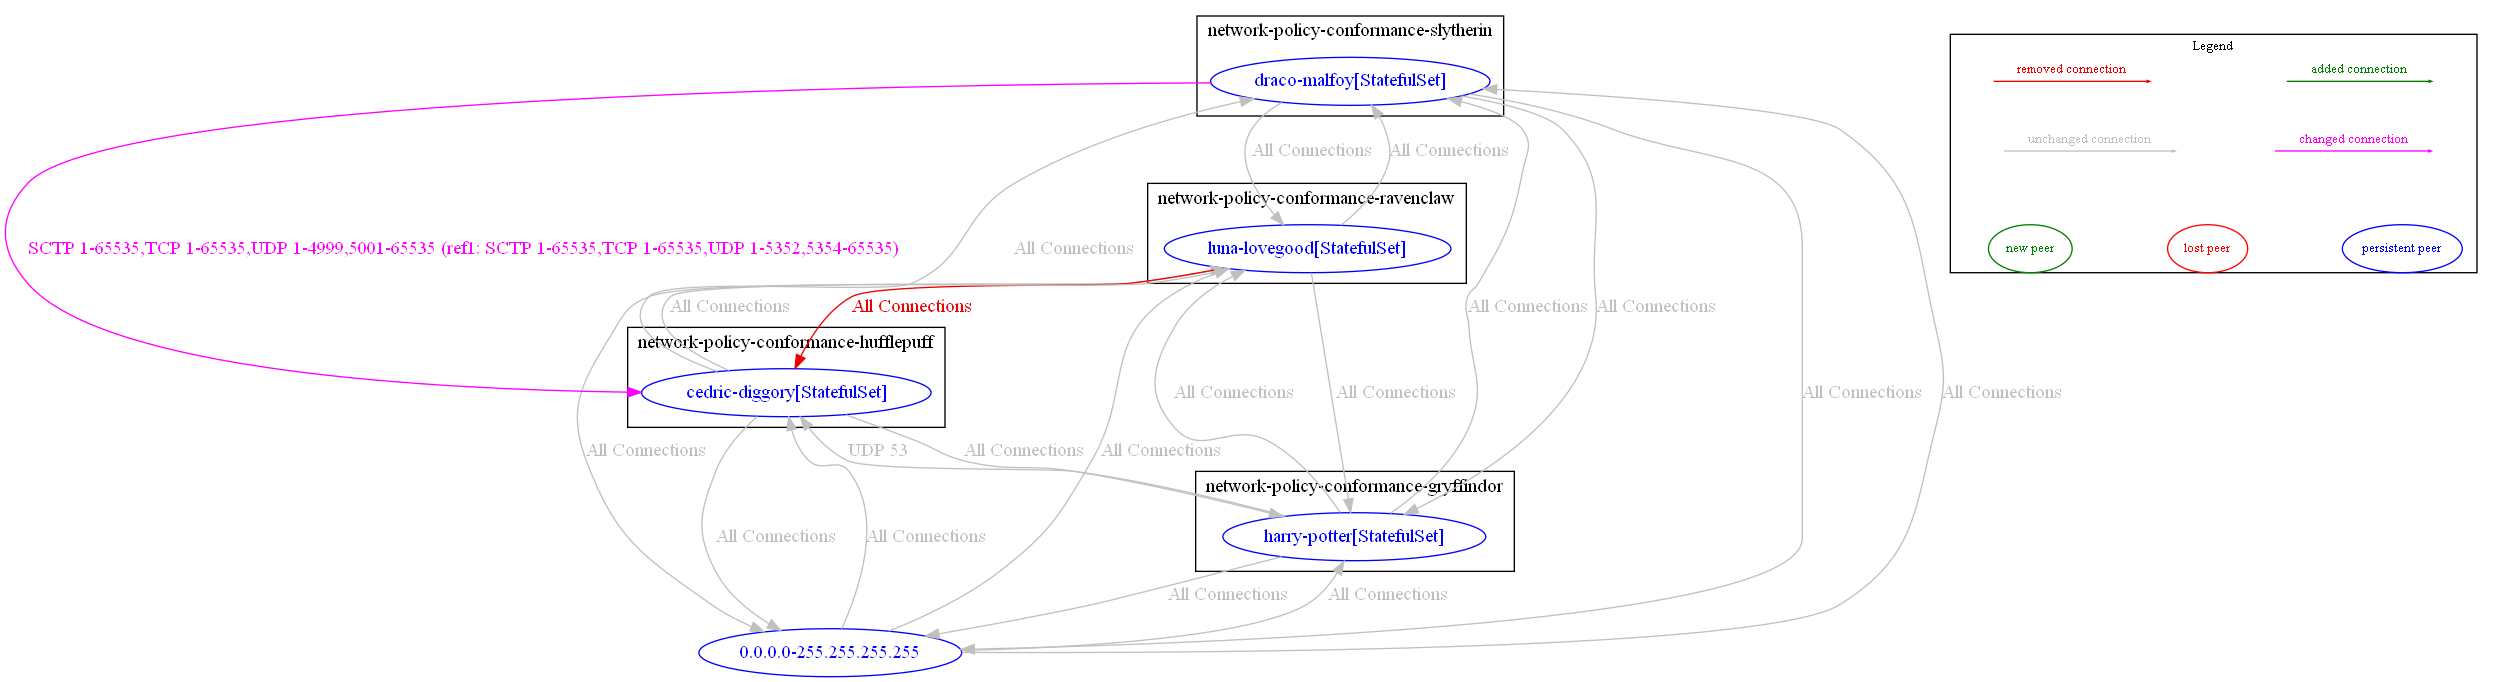 network-policy-conformance-slytherin
draco-malfoy[StatefulSet]
Legend
removed connection
added connection
unchanged connection
changed connection
new peer
lost peer
persistent peer
All Connections
All Connections
network-policy-conformance-ravenclaw
luna-lovegood[StatefulSet]
SCTP 1-65535,TCP 1-65535,UDP 1-4999,5001-65535 (ref1: SCTP 1-65535,TCP 1-65535,UDP 1-5352,5354-65535)
All Connections
All Connections
All Connections
All Connections
All Connections
network-policy-conformance-hufflepuff
cedric-diggory[StatefulSet]
All Connections
All Connections
All Connections
All Connections
All Connections
UDP 53
All Connections
All Connections
network-policy-conformance-gryffindor
harry-potter[StatefulSet]
All Connections
All Connections
All Connections
All Connections
0.0.0.0-255.255.255.255